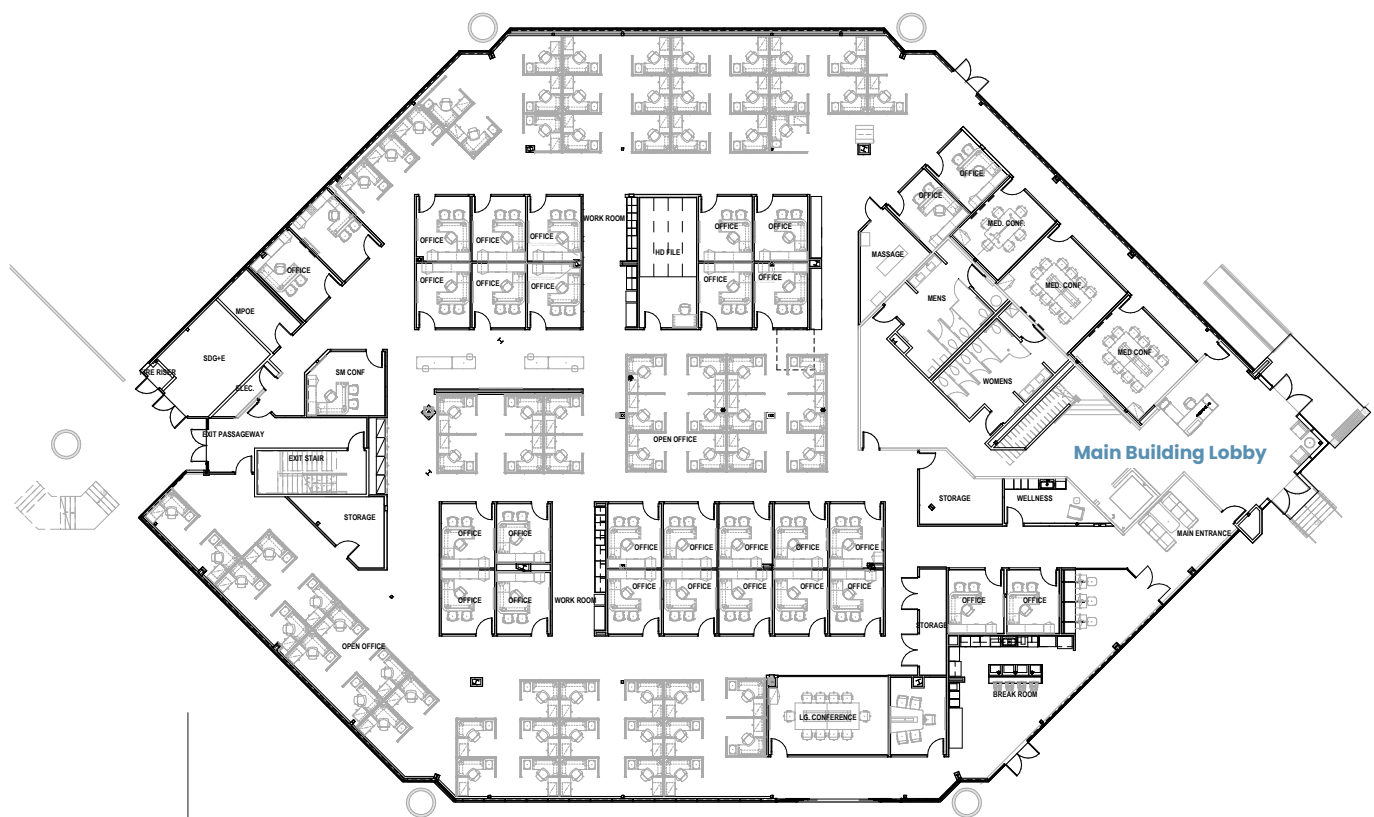 OFFICE
OFFICE
MED. CONF.
WORK ROOM
OFFICE
OFFICE
OFFICE
OFFICE
OFFICE
HD FILE
MASSAGE
OFFICE
OFFICE
OFFICE
OFFICE
OFFICE
OFFICE
MED. CONF.
MENS
MPOE
SDG+E
MED CONF
FIRE RISER
SM CONF
ELEC.
WOMENS
EXIT PASSAGEWAY
OPEN OFFICE
EXIT STAIR
Main Building Lobby
STORAGE
WELLNESS
STORAGE
MAIN ENTRANCE
OFFICE
OFFICE
OFFICE
OFFICE
OFFICE
OFFICE
OFFICE
OFFICE
OFFICE
WORK ROOM
OFFICE
OFFICE
OFFICE
OFFICE
OFFICE
OFFICE
OFFICE
STORAGE
OPEN OFFICE
BREAK ROOM
LG. CONFERENCE